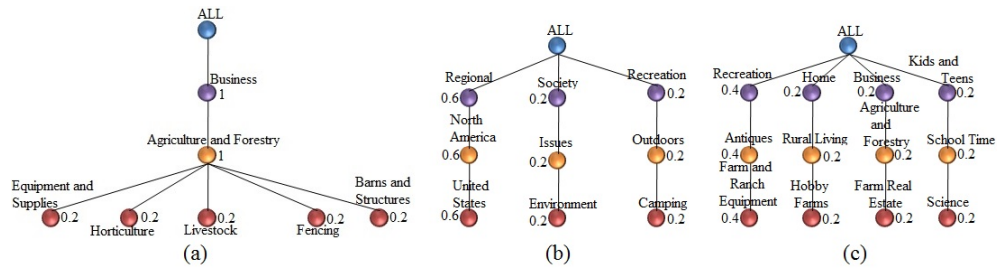 ALL
Business
1
Agriculture and Forestry
1
Equipment and
Supplies
0.2
Horticulture
0.2
Livestock
0.2
Fencing
0.2
Barns and
Structures
0.2
(a)
ALL
Regional
0.6
Society
0.2
Recreation
0.2
North
America
0.6
Issues
0.2
Outdoors
0.2
United
States
0.6
Environment
0.2
Camping
0.2
(b)
ALL
Recreation
0.4
Home
0.2
Business
0.2
Kids and
Teens
0.2
Antiques
0.4
Rural Living
0.2
Agriculture
and
Forestry
0.2
School Time
0.2
Farm and
Ranch
Equipment
0.4
Hobby
Farms
0.2
Farm Real
Estate
0.2
Science
0.2
(c)